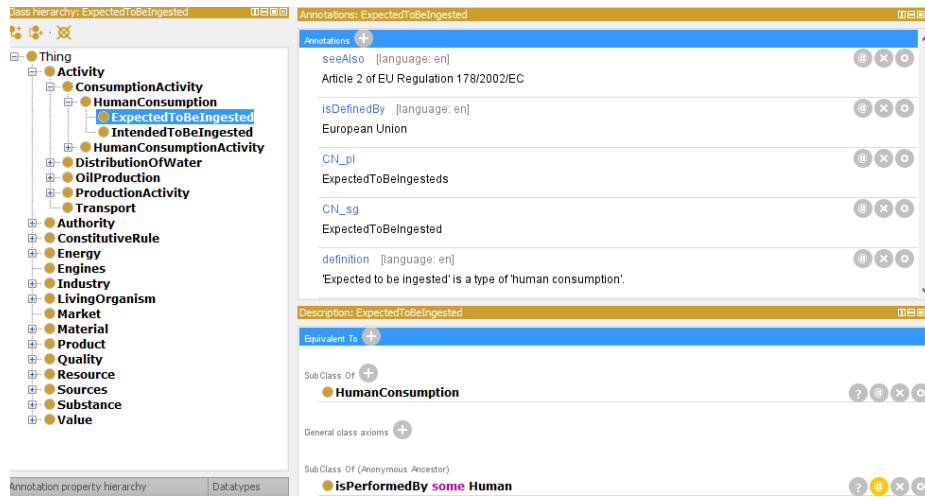 Class hierarchy: ExpectedToBeIngested
Thing
Activity
ConsumptionActivity
HumanConsumption
ExpectedToBeIngested
IntendedToBeIngested
HumanConsumptionActivity
DistributionOfWater
OilProduction
ProductionActivity
Transport
Authority
ConstitutiveRule
Energy
Engines
Industry
LivingOrganism
Market
Material
Product
Quality
Resource
Sources
Substance
Value
Annotation property hierarchy Datatypes
Annotations: ExpectedToBeIngested
Annotations
seeAlso [language: en]
Article 2 of EU Regulation 178/2002/EC
isDefinedBy [language: en]
European Union
CN_pl
ExpectedToBeIngesteds
CN_sg
ExpectedToBeIngested
definition [language: en]
'Expected to be ingested' is a type of 'human consumption'.
Description: ExpectedToBeIngested
Equivalent To
SubClass Of
HumanConsumption
General class axioms
SubClass Of (Anonymous Ancestor)
isPerformedBy some Human